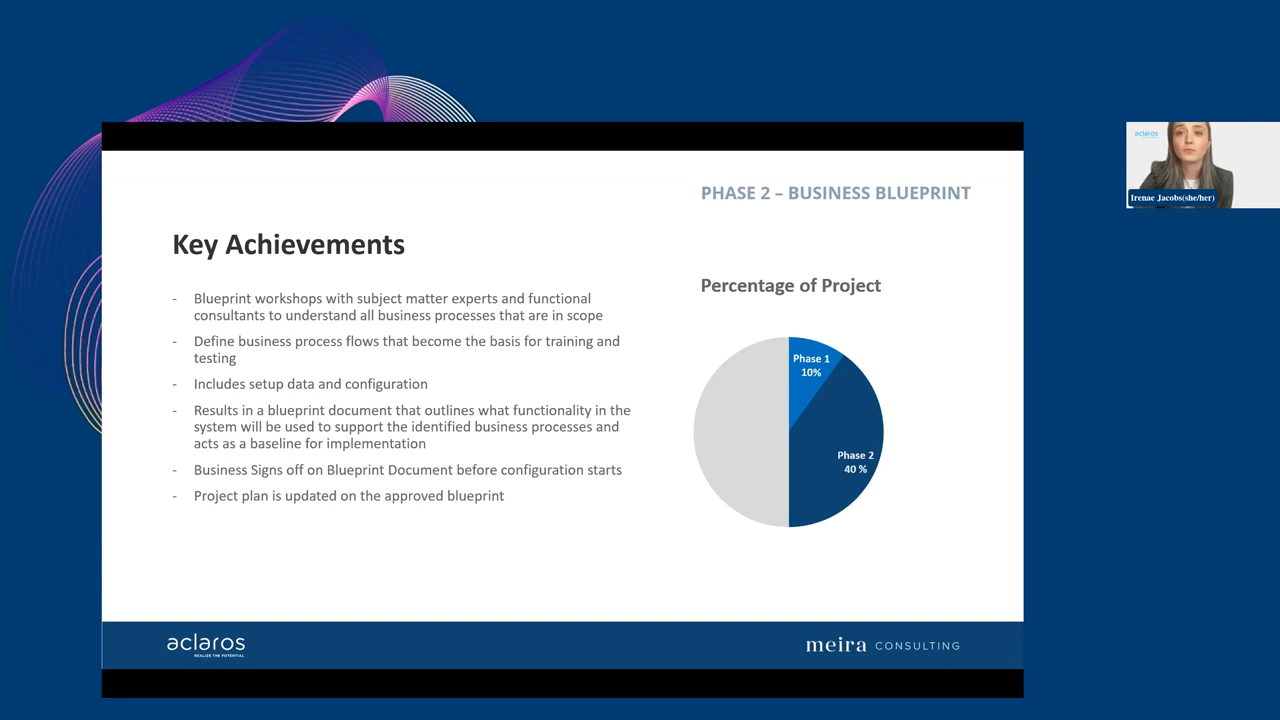 PHASE 2 – BUSINESS BLUEPRINT
Key Achievements
- Blueprint workshops with subject matter experts and functional
consultants to understand all business processes that are in scope
- Define business process flows that become the basis for training and
testing
- Includes setup data and configuration
- Results in a blueprint document that outlines what functionality in the
system will be used to support the identified business processes and
acts as a baseline for implementation
- Business Signs off on Blueprint Document before configuration starts
- Project plan is updated on the approved blueprint
Percentage of Project
Phase 1
10%
Phase 2
40 %
aclaros
REALIZE THE POTENTIAL
meira CONSULTING
aclaros
Irenae Jacobs(she/her)